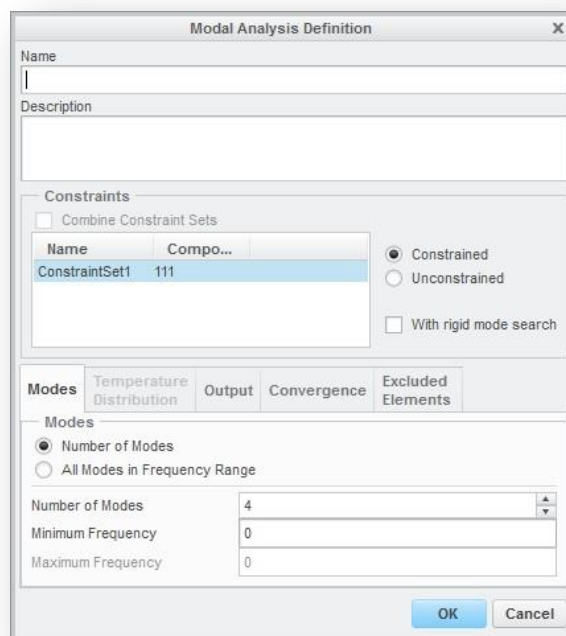 Modal Analysis Definition X
Name
Description
Constraints
Combine Constraint Sets
Name Compo...
ConstraintSet1 111
Constrained
Unconstrained
With rigid mode search
Modes Temperature Distribution Output Convergence Excluded Elements
Modes
Number of Modes
All Modes in Frequency Range
Number of Modes 4
Minimum Frequency 0
Maximum Frequency 0
OK Cancel